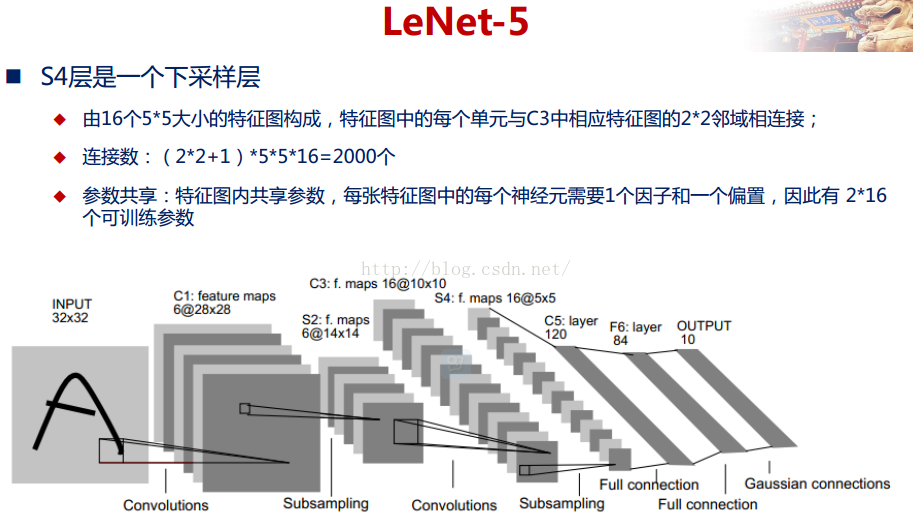 LeNet-5
S4层是一个下采样层
由16个5*5大小的特征图构成，特征图中的每个单元与C3中相应特征图的2*2邻域相连接；
连接数：（2*2+1）*5*5*16=2000个
参数共享：特征图内共享参数，每张特征图中的每个神经元需要1个因子和一个偏置，因此有 2*16
个可训练参数
http://blog.csdn.net/
INPUT
32x32
C1: feature maps
6@28x28
S2: f. maps
6@14x14
C3: f. maps 16@10x10
S4: f. maps 16@5x5
C5: layer
120
F6: layer
84
OUTPUT
10
Convolutions
Subsampling
Convolutions
Subsampling
Full connection
Full connection
Gaussian connections